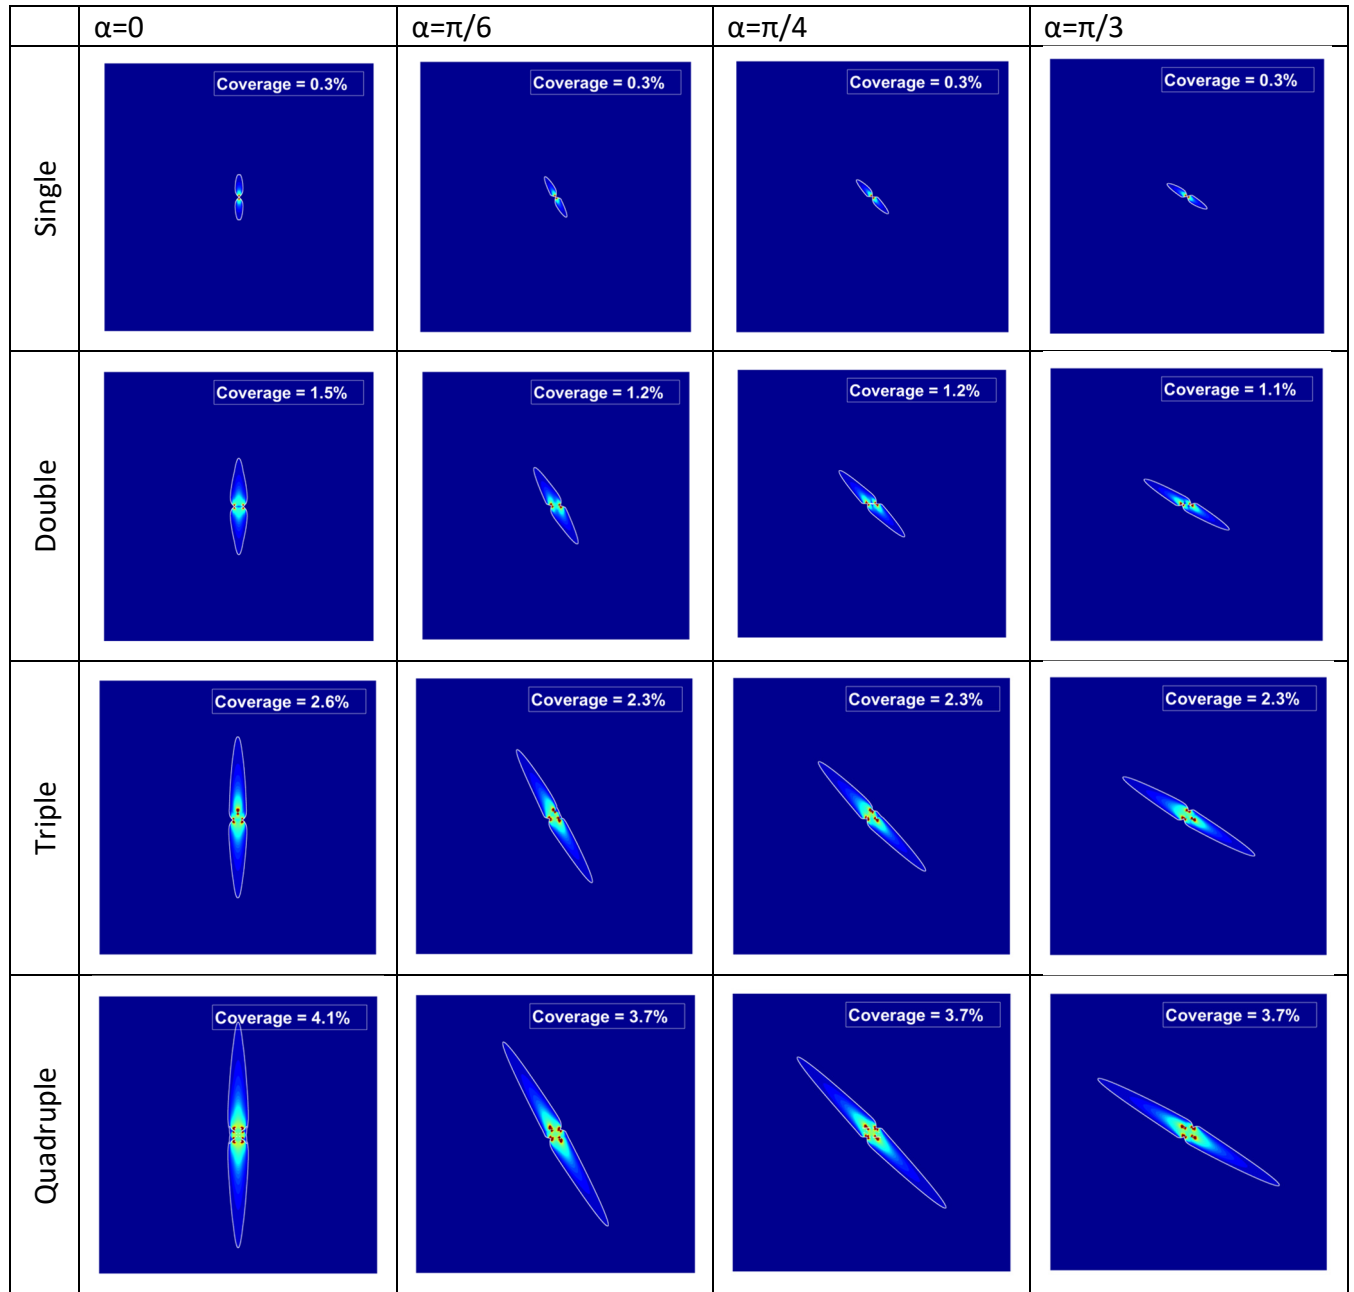 α=0 α=π/6 α=π/4 α=π/3
Single
Coverage = 0.3% Coverage = 0.3% Coverage = 0.3% Coverage = 0.3%
Double
Coverage = 1.5% Coverage = 1.2% Coverage = 1.2% Coverage = 1.1%
Triple
Coverage = 2.6% Coverage = 2.3% Coverage = 2.3% Coverage = 2.3%
Quadruple
Coverage = 4.1% Coverage = 3.7% Coverage = 3.7% Coverage = 3.7%